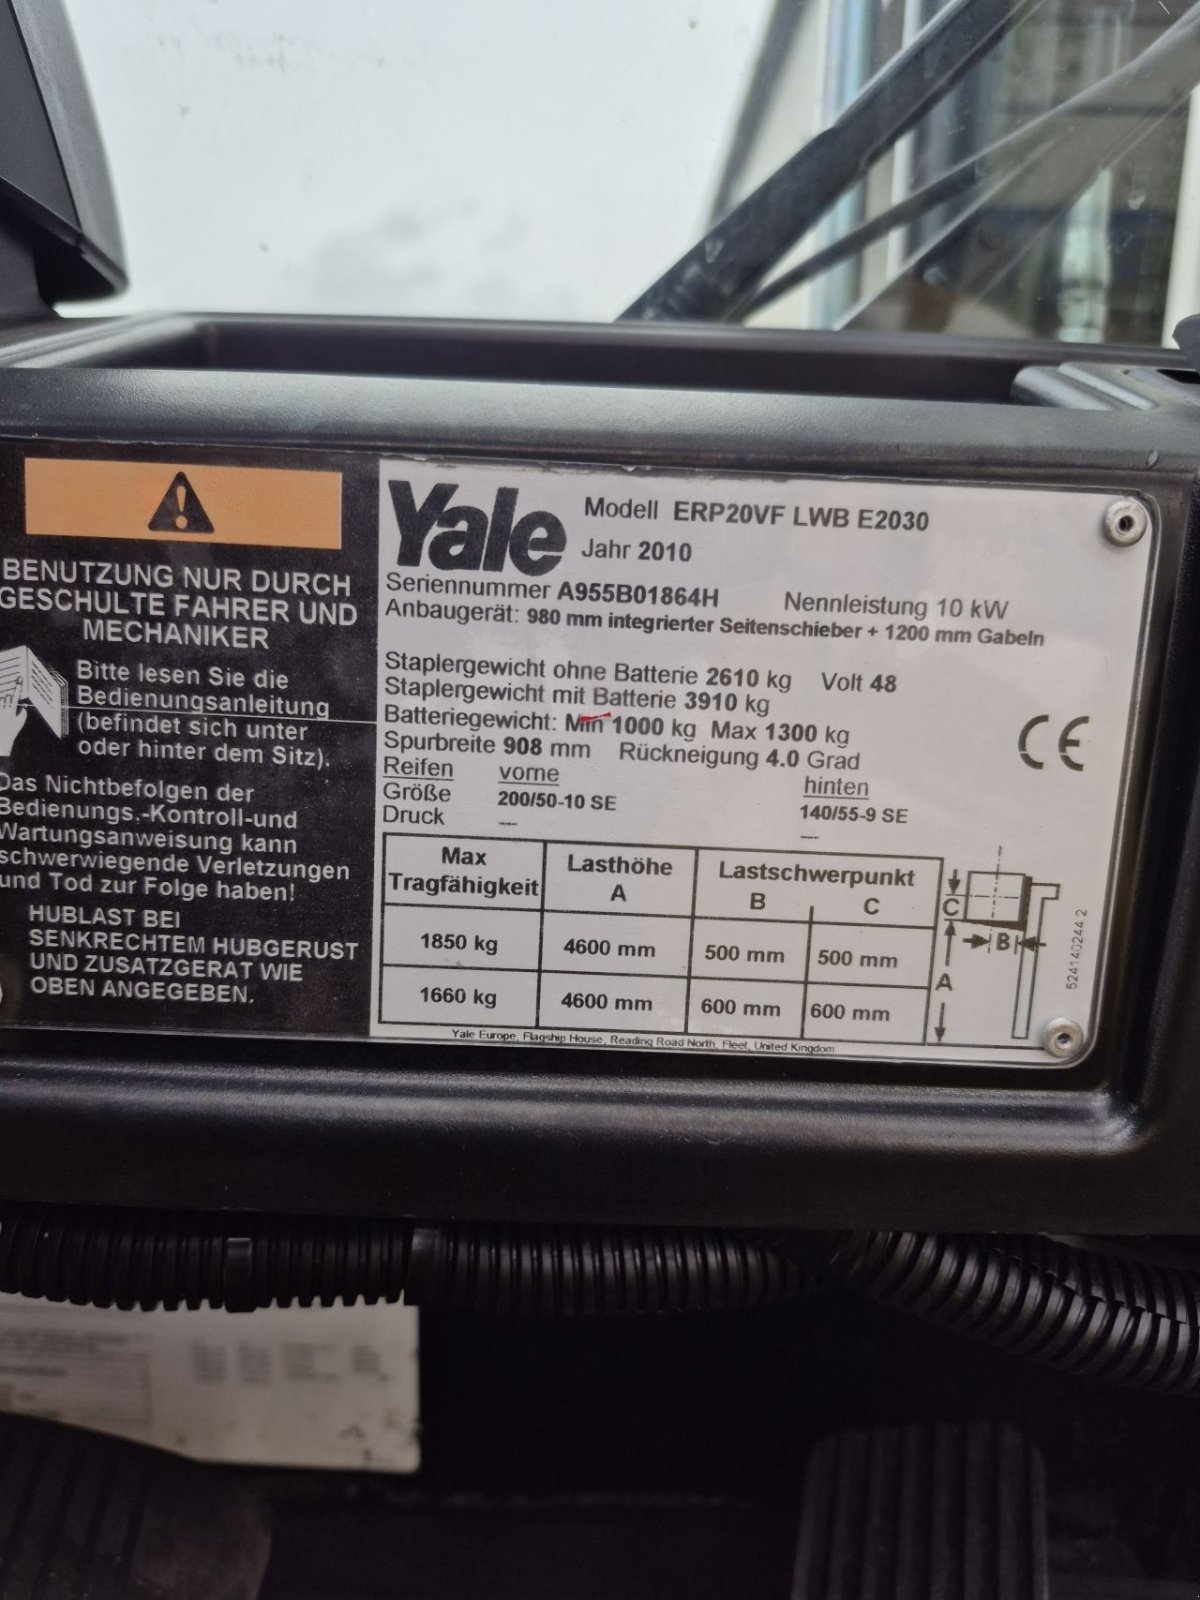 BENUTZUNG NUR DURCH
GESCHULTE FAHRER UND
MECHANIKER
Bitte lesen Sie die
Bedienungsanleitung
(befindet sich unter
oder hinter dem Sitz).
Das Nichtbefolgen der
Bedienungs,-Kontroll-und
Wartungsanweisung kann
schwerwiegende Verletzungen
und Tod zur Folge haben!
HUBLAST BEI
SENKRECHTEM HUBGERUST
UND ZUSATZGERAT WIE
OBEN ANGEGEBEN.
Yale
Modell ERP20VF LWB E2030
Jahr 2010
Seriennummer A955B01864H Nennleistung 10 kW
Anbaugerät: 980 mm integrierter Seitenschieber + 1200 mm Gabeln
Staplergewicht ohne Batterie 2610 kg Volt 48
Staplergewicht mit Batterie 3910 kg
Batteriegewicht: Min 1000 kg Max 1300 kg
Spurbreite 908 mm Rückneigung 4.0 Grad
Reifen vorne hinten
Größe 200/50-10 SE 140/55-9 SE
Druck — —
CE
Max Tragfähigkeit Lasthöhe A Lastschwerpunkt B C
1850 kg 4600 mm 500 mm 500 mm
1660 kg 4600 mm 600 mm 600 mm
C
B
A
524140244 2
Yale Europe, Flagship House, Reading Road North, Fleet, United Kingdom